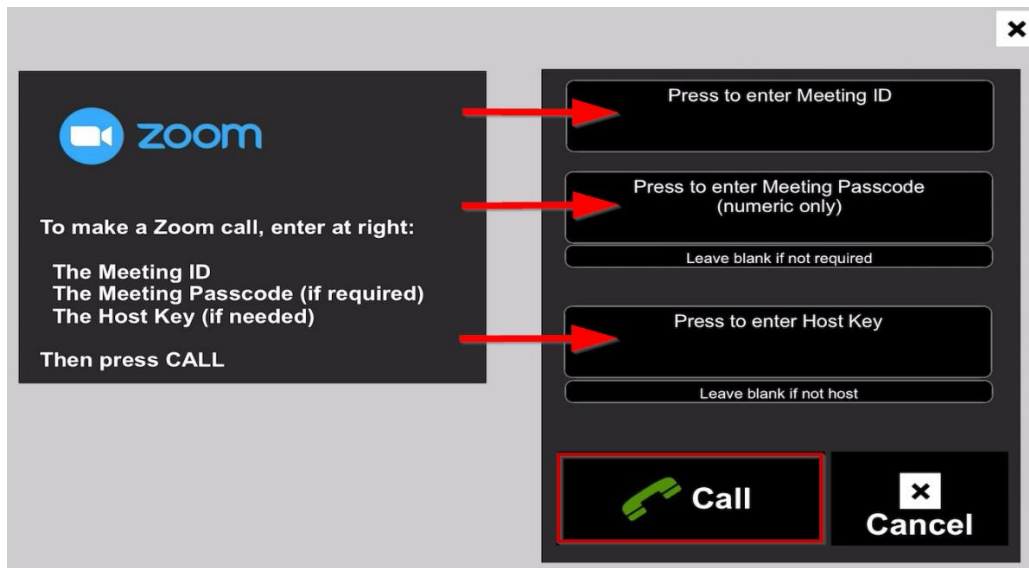 zoom
To make a Zoom call, enter at right:
The Meeting ID
The Meeting Passcode (if required)
The Host Key (if needed)
Then press CALL
Press to enter Meeting ID
Press to enter Meeting Passcode
(numeric only)
Leave blank if not required
Press to enter Host Key
Leave blank if not host
Call
Cancel